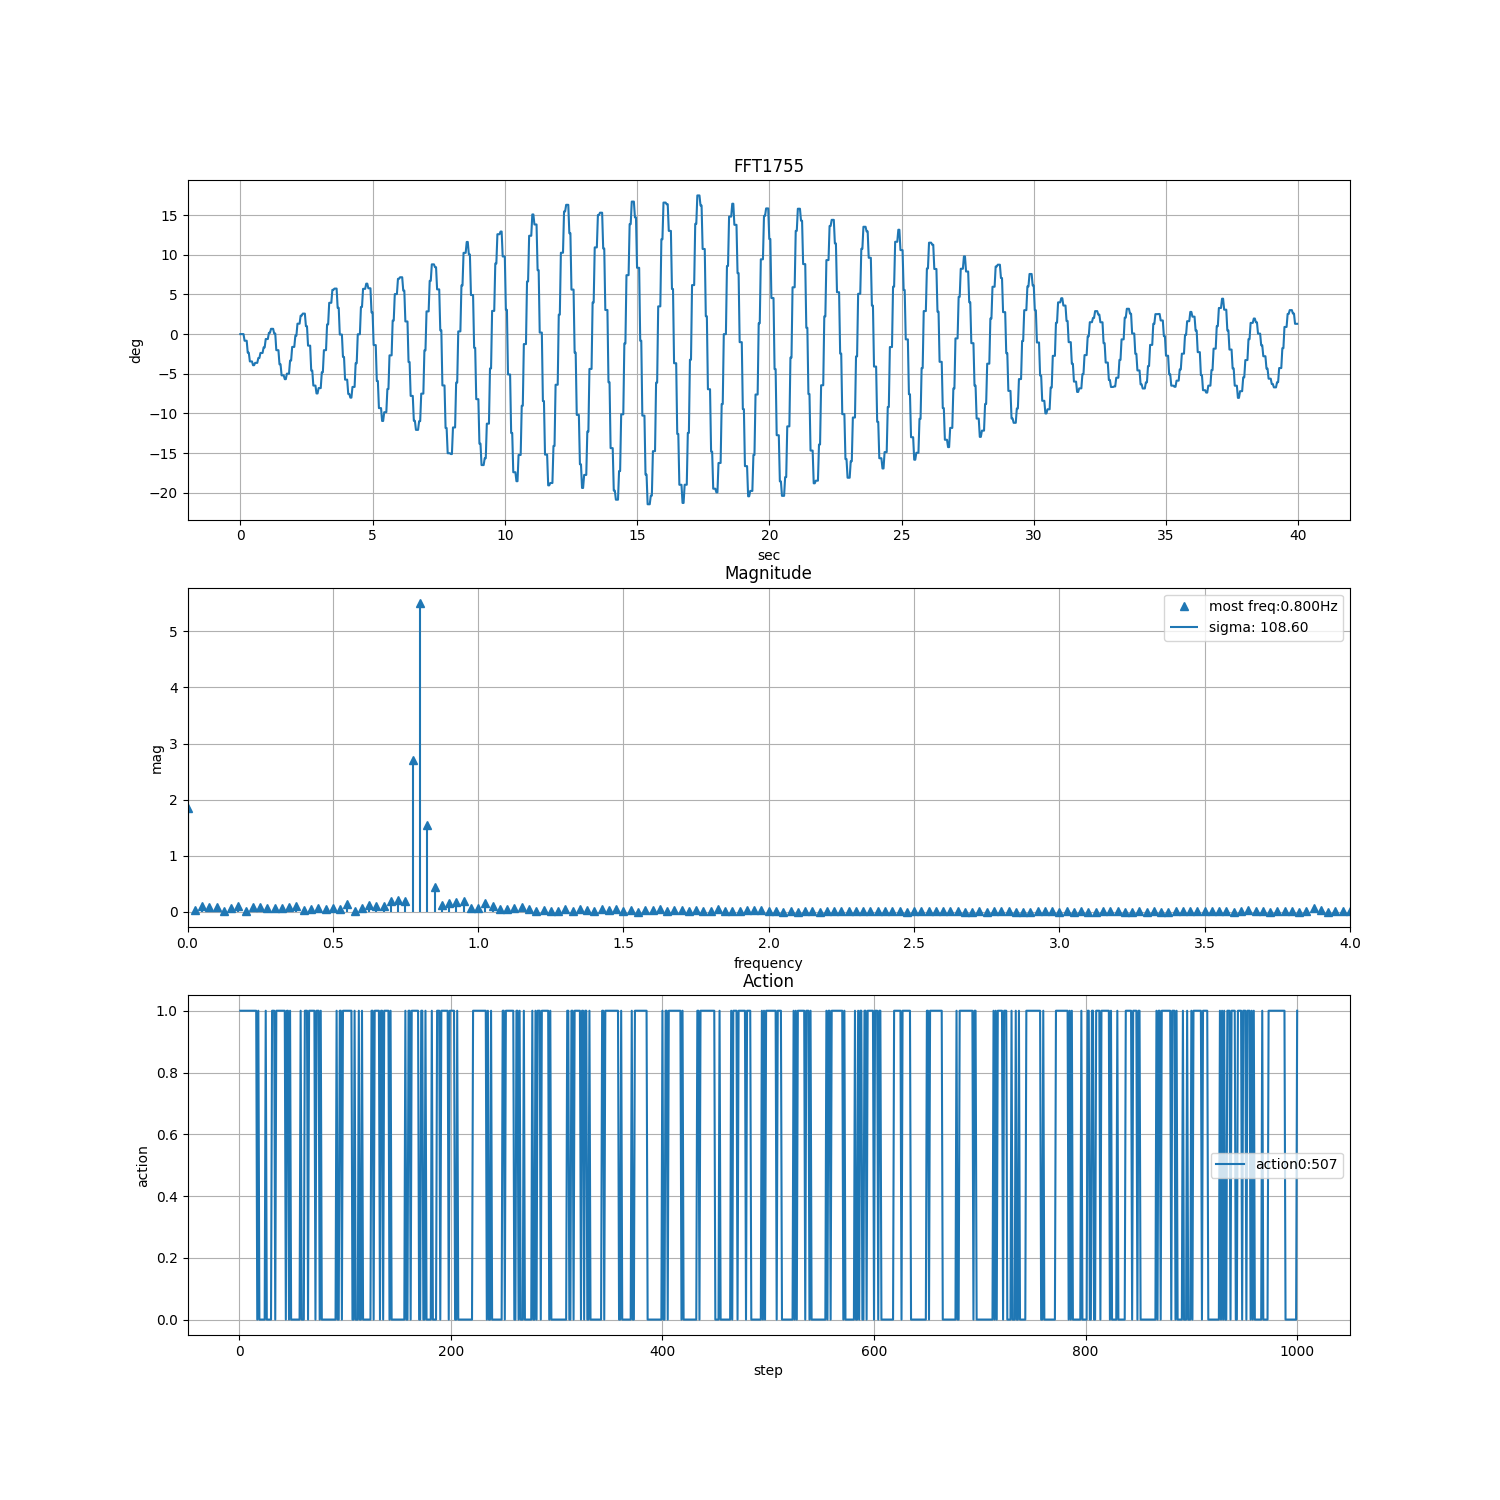 FFT1755
15
10
5
0
−5
−10
−15
−20
deg
0 5 10 15 20 25 30 35 40
sec
Magnitude
most freq:0.800Hz
sigma: 108.60
5
4
3
2
1
0
mag
0.0 0.5 1.0 1.5 2.0 2.5 3.0 3.5 4.0
frequency
Action
1.0
0.8
0.6
0.4
0.2
0.0
action
action0:507
0 200 400 600 800 1000
step